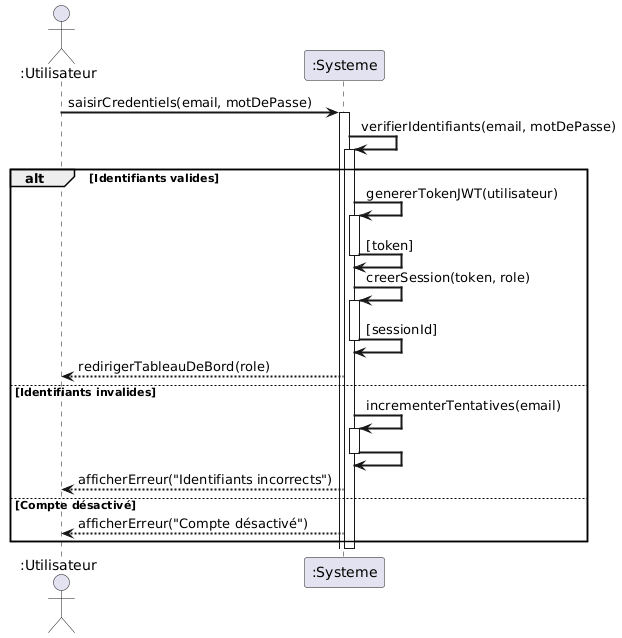 :Utilisateur
:Systeme
saisirCredentiels(email, motDePasse)
verifierIdentifiants(email, motDePasse)
alt [Identifiants valides]
genererTokenJWT(utilisateur)
[token]
creerSession(token, role)
[sessionId]
redirigerTableauDeBord(role)
[Identifiants invalides]
incrementerTentatives(email)
afficherErreur("Identifiants incorrects")
[Compte désactivé]
afficherErreur("Compte désactivé")
:Utilisateur
:Systeme